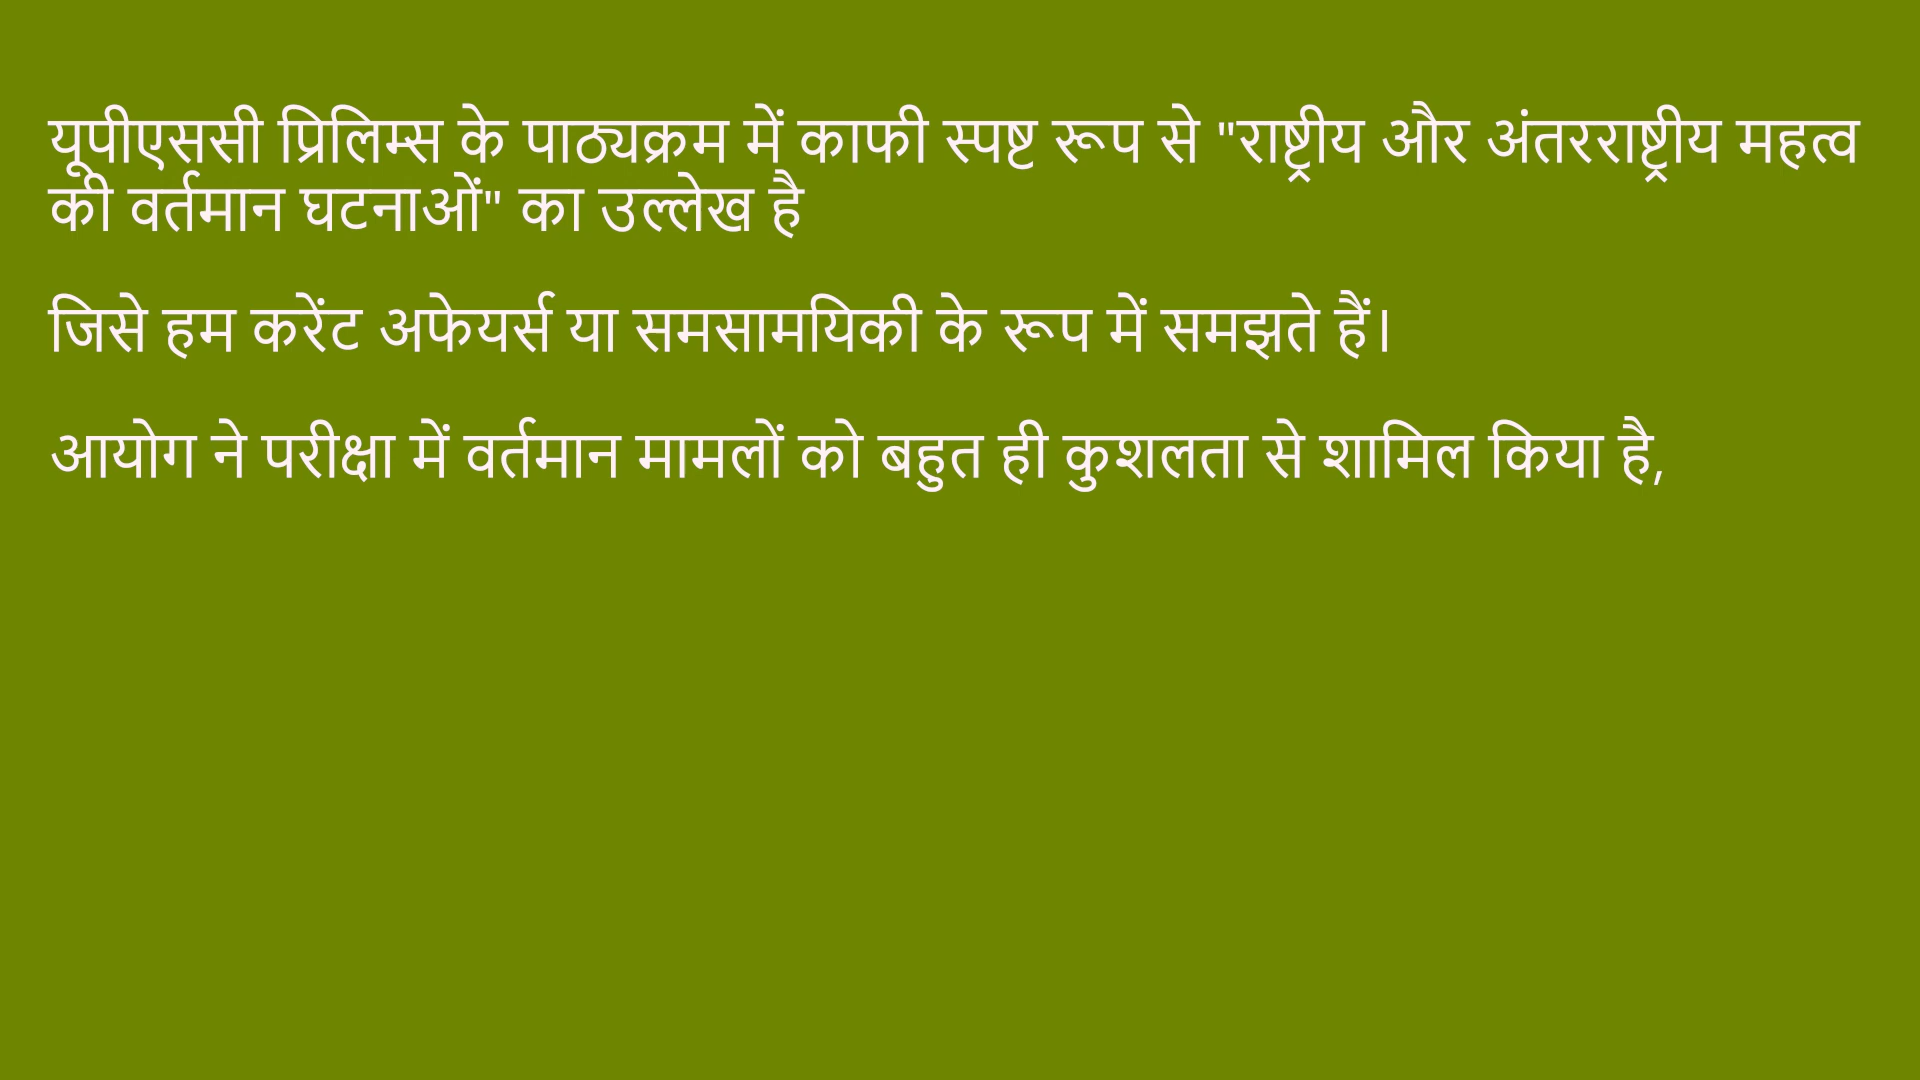 यूपीएससी प्रिलिम्स के पाठ्यक्रम में काफी स्पष्ट रूप से "राष्ट्रीय और अंतरराष्ट्रीय महत्व
की वर्तमान घटनाओं" का उल्लेख है
जिसे हम करेंट अफेयर्स या समसामयिकी के रूप में समझते हैं।
आयोग ने परीक्षा में वर्तमान मामलों को बहुत ही कुशलता से शामिल किया है,